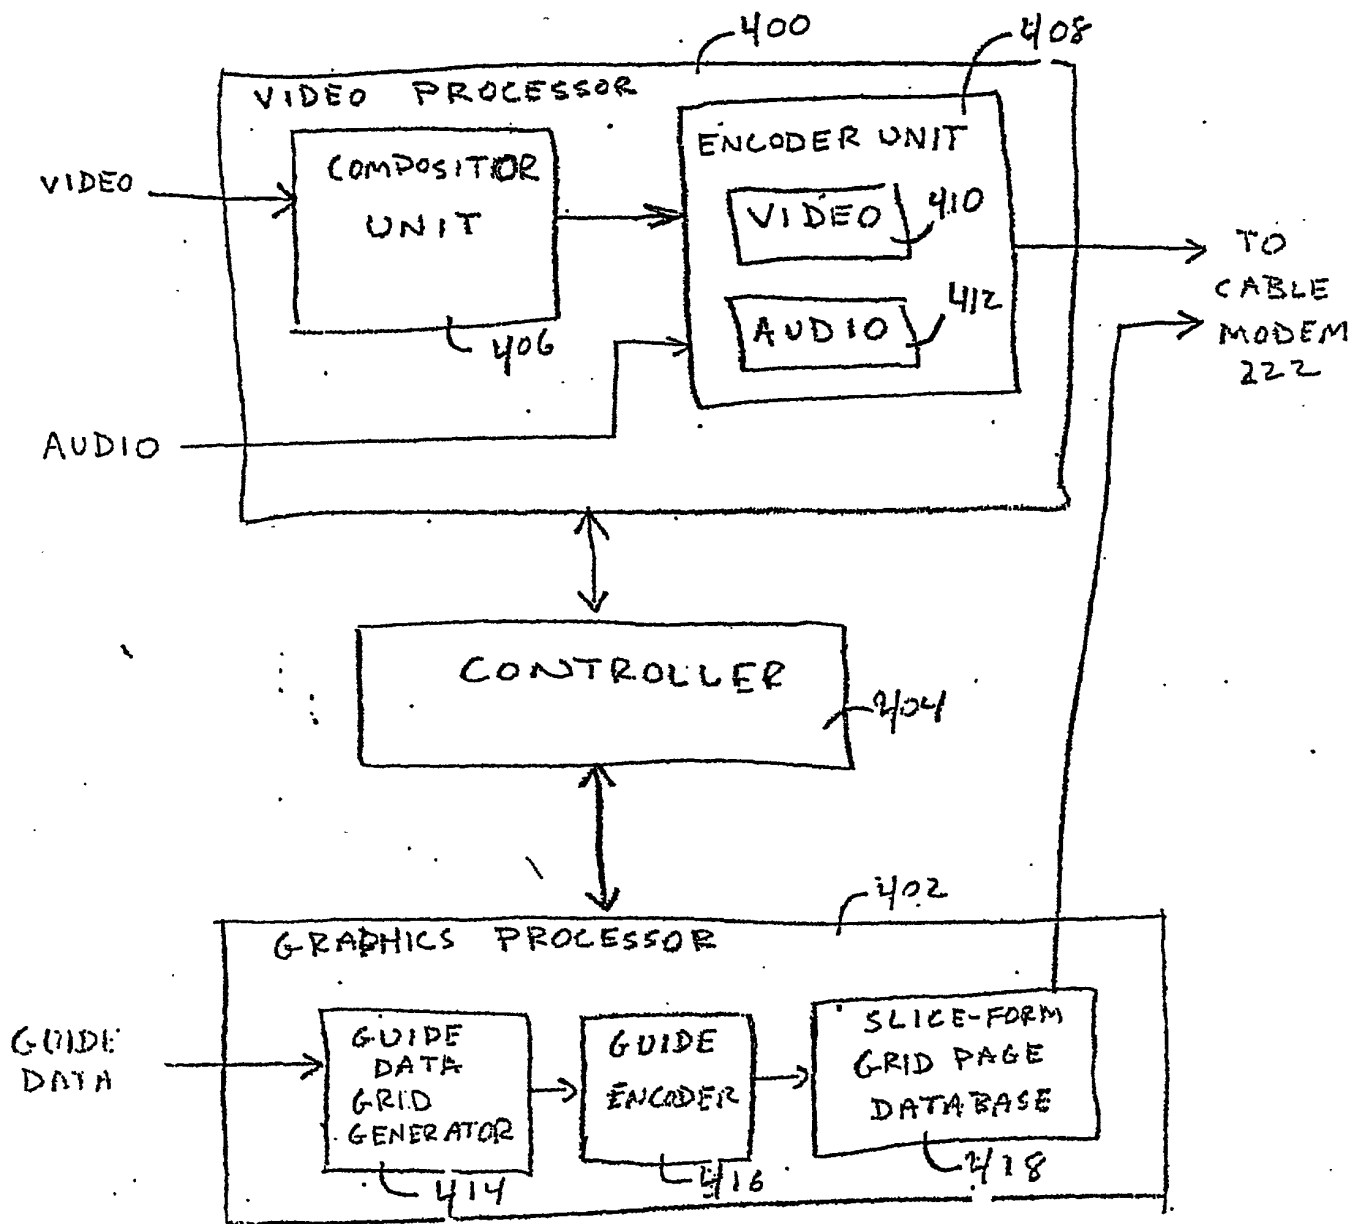 400
408
VIDEO PROCESSOR
COMPOSITOR
UNIT
406
ENCODER UNIT
VIDEO
410
AUDIO
412
VIDEO
AUDIO
TO
CABLE
MODEM
222
CONTROLLER
404
402
GRAPHICS PROCESSOR
GUIDE
DATA
GUIDE
DATA
GRID
GENERATOR
414
GUIDE
ENCODER
416
SLICE-FORM
GRID PAGE
DATABASE
418